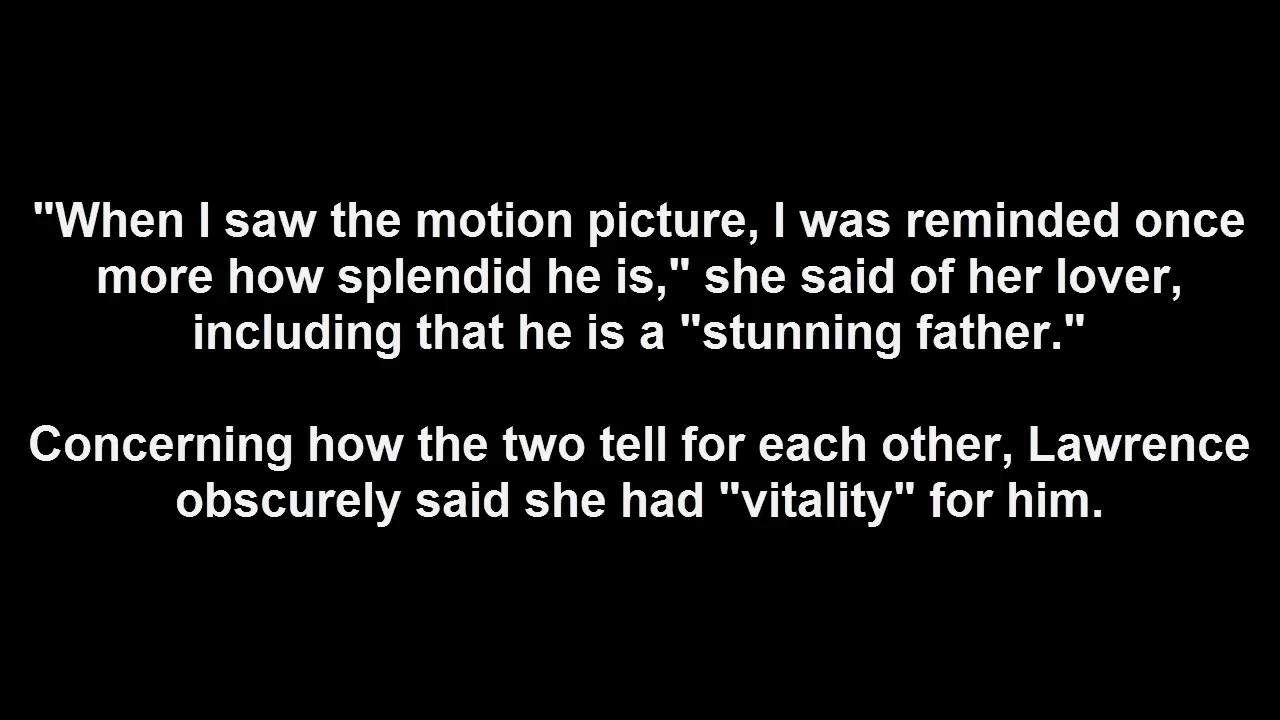 "When I saw the motion picture, I was reminded once
more how splendid he is," she said of her lover,
including that he is a "stunning father."
Concerning how the two tell for each other, Lawrence
obscurely said she had "vitality" for him.